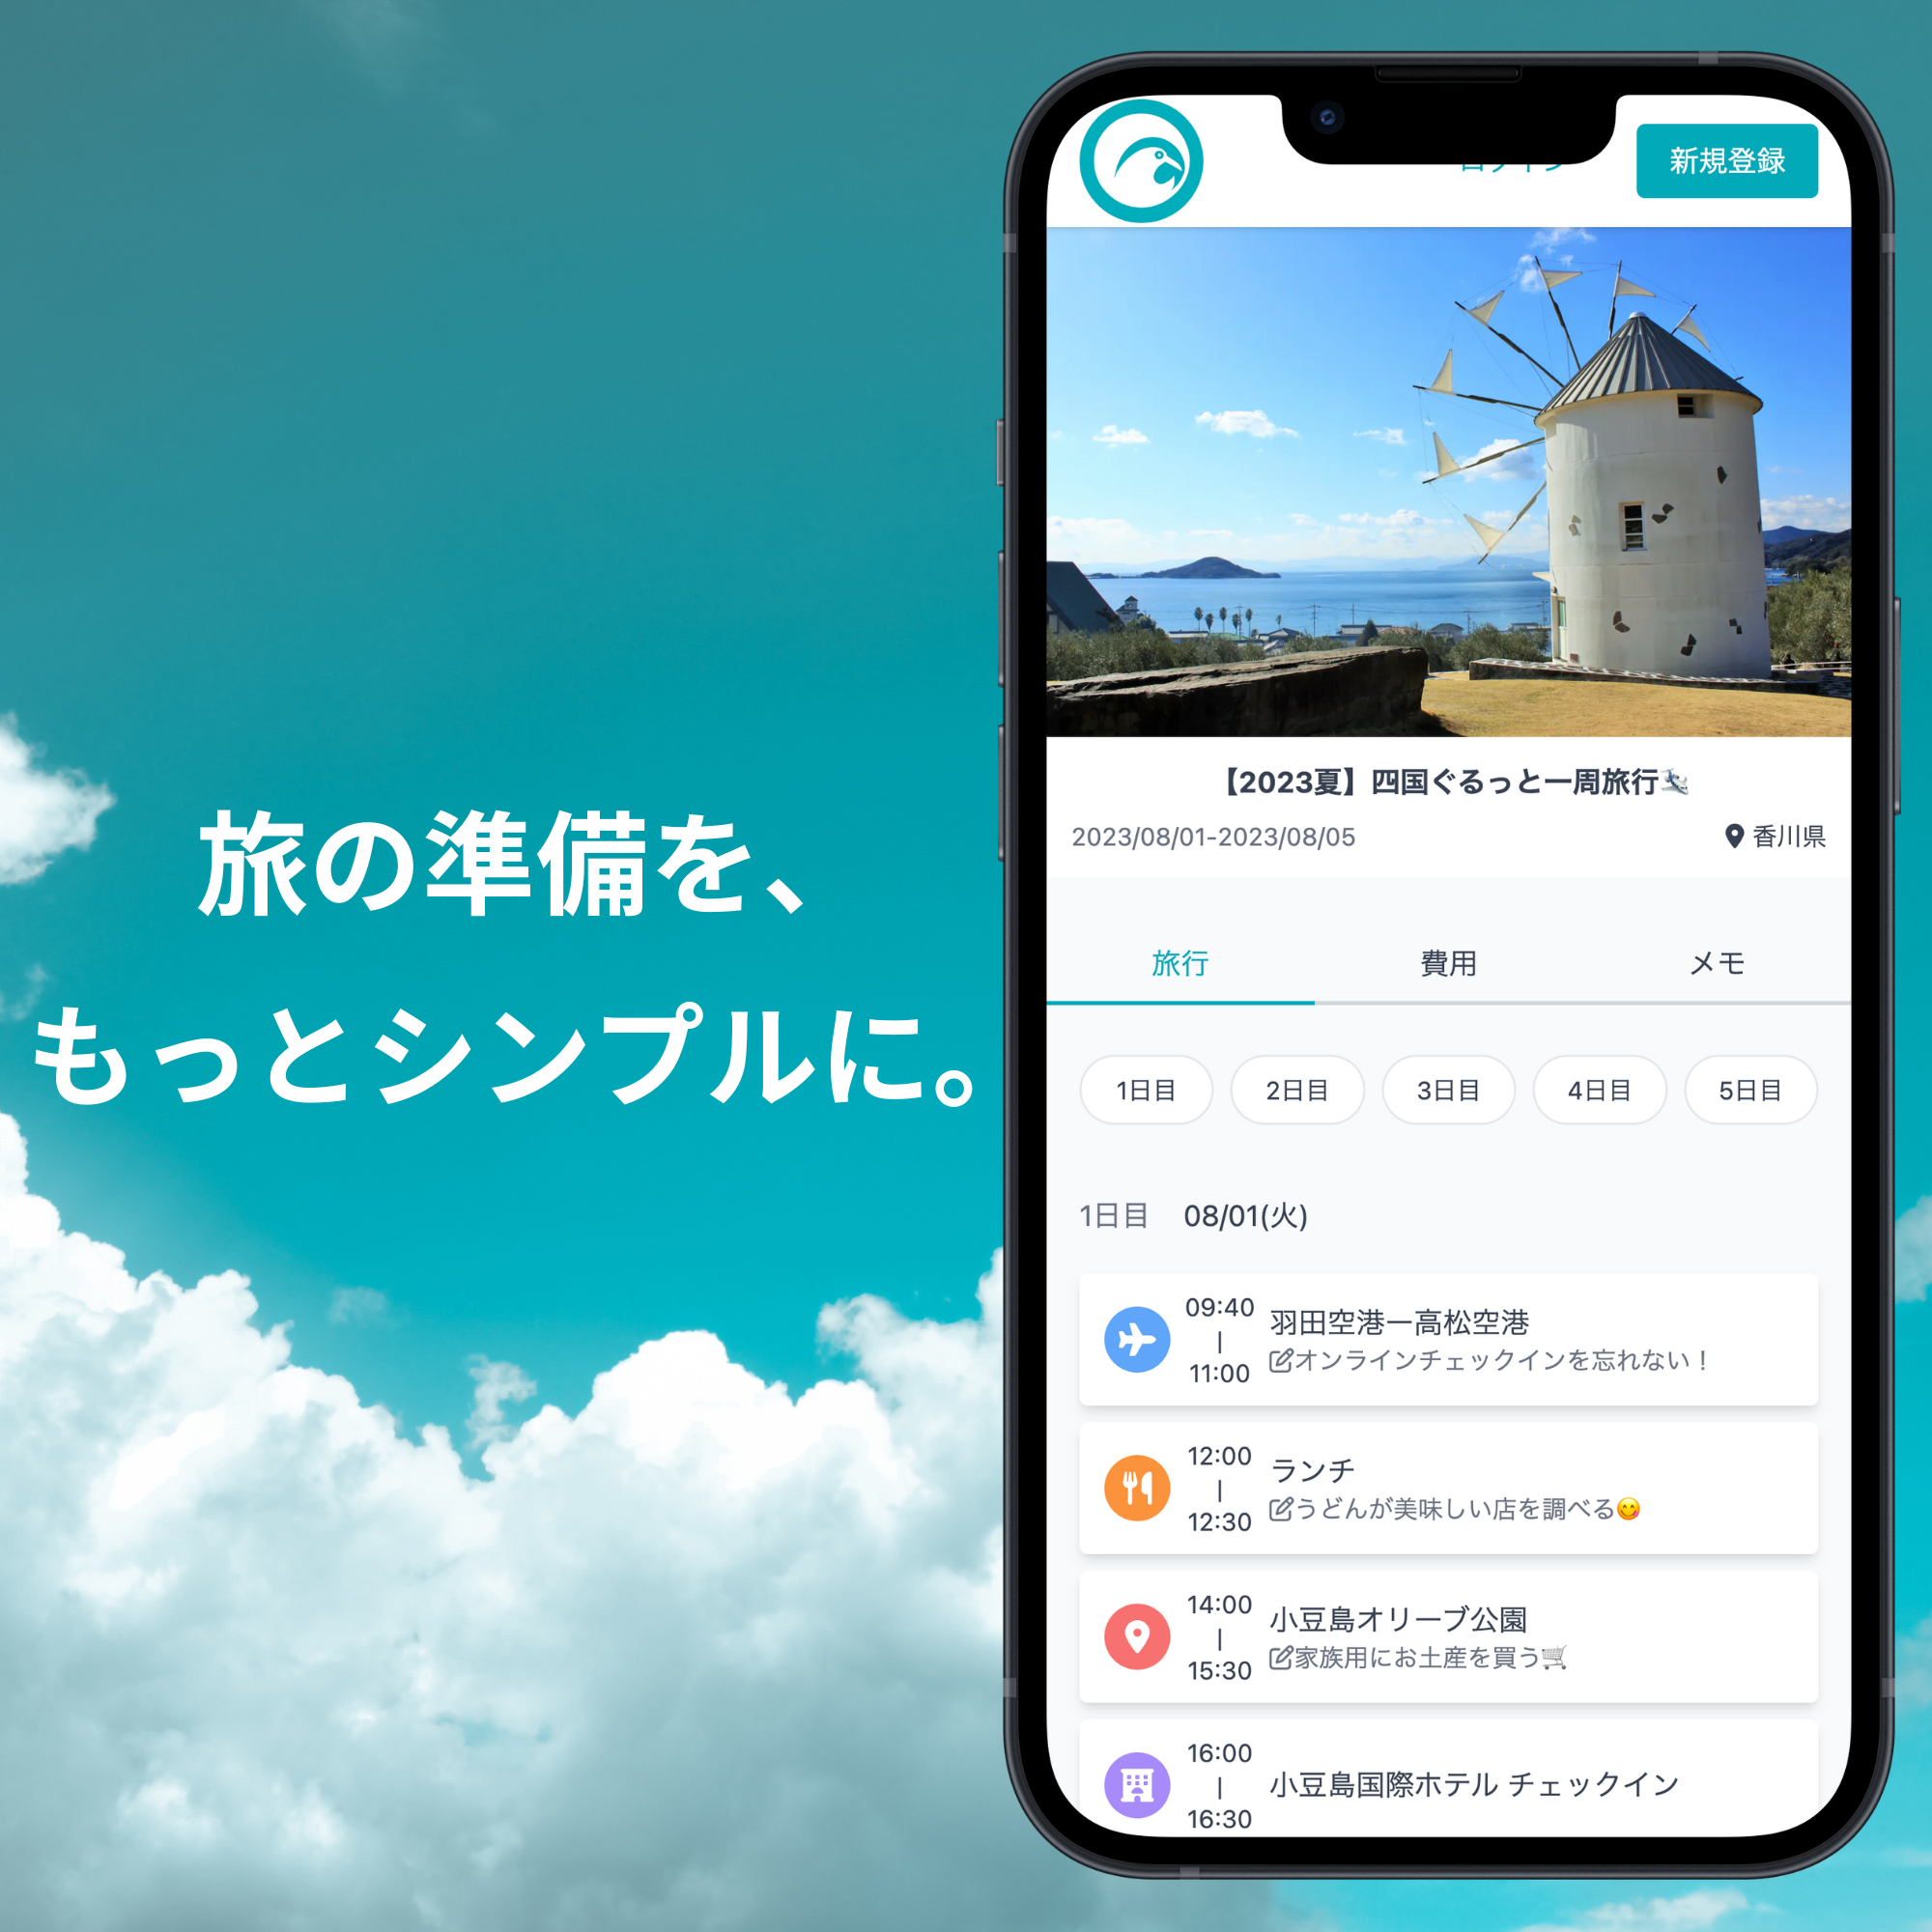 旅の準備を、
もっとシンプルに。
新規登録
【2023夏】四国ぐるっと一周旅行🛬
2023/08/01-2023/08/05
香川県
旅行 費用 メモ
1日目 2日目 3日目 4日目 5日目
1日目 08/01(火)
09:40
|
11:00
羽田空港ー高松空港
オンラインチェックインを忘れない！
12:00
|
12:30
ランチ
うどんが美味しい店を調べる😋
14:00
|
15:30
小豆島オリーブ公園
家族用にお土産を買う🛒
16:00
|
16:30
小豆島国際ホテル チェックイン